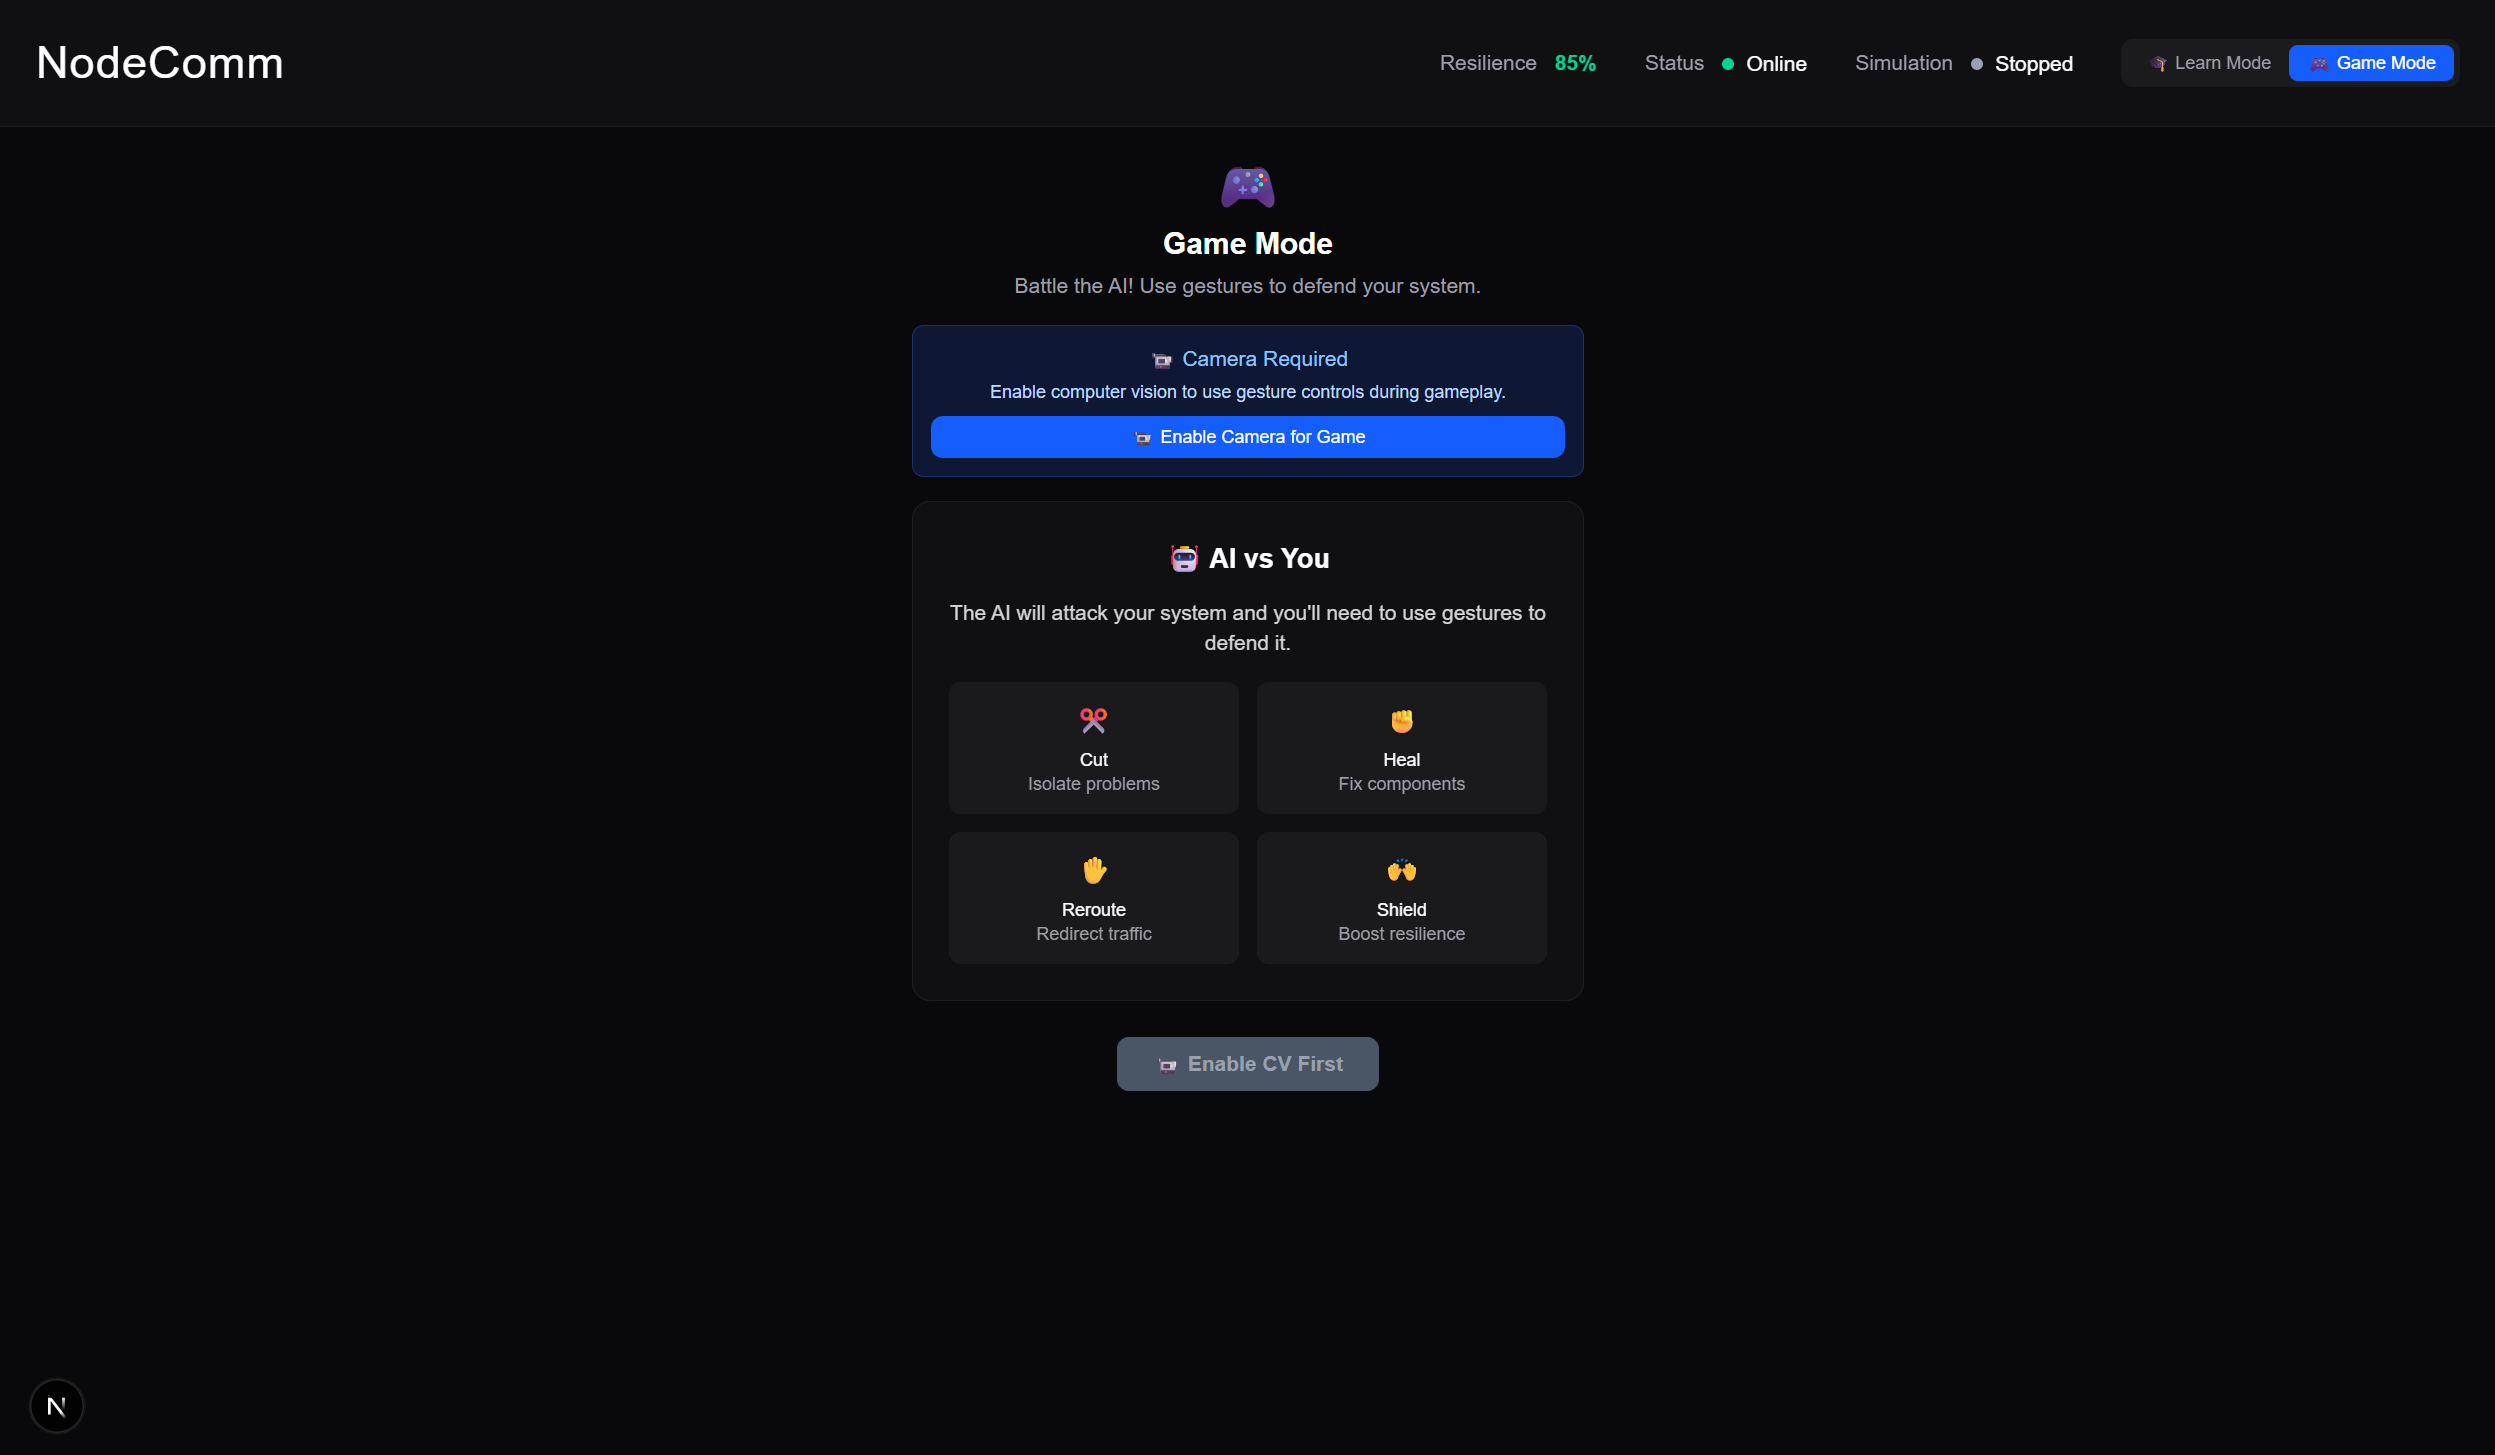 NodeComm
Resilience 85%
Status Online
Simulation Stopped
Learn Mode
Game Mode
Game Mode
Battle the AI! Use gestures to defend your system.
Camera Required
Enable computer vision to use gesture controls during gameplay.
Enable Camera for Game
AI vs You
The AI will attack your system and you'll need to use gestures to
defend it.
Cut
Isolate problems
Heal
Fix components
Reroute
Redirect traffic
Shield
Boost resilience
Enable CV First
N